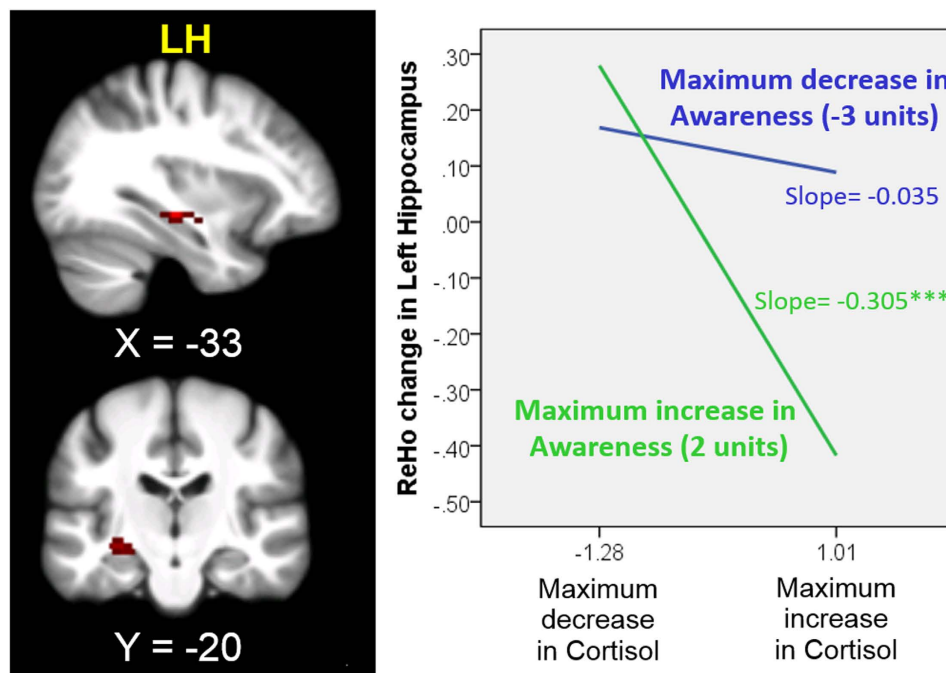 LH
X = -33
Y = -20
ReHo change in Left Hippocampus
.30
.20
.10
.00
-.10
-.20
-.30
-.40
-.50
Maximum decrease in
Awareness (-3 units)
Slope= -0.035
Slope= -0.305***
Maximum increase in
Awareness (2 units)
-1.28
1.01
Maximum
decrease
in Cortisol
Maximum
increase
in Cortisol